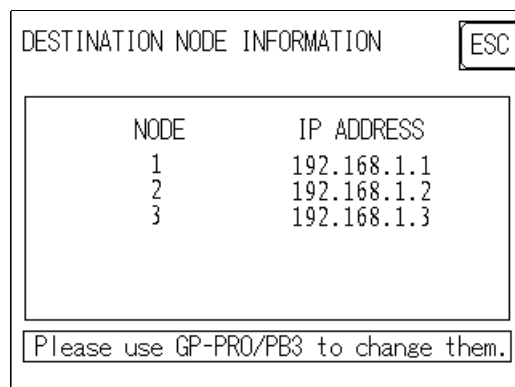 DESTINATION NODE INFORMATION ESC
NODE IP ADDRESS
1 192.168.1.1
2 192.168.1.2
3 192.168.1.3
Please use GP-PRO/PB3 to change them.